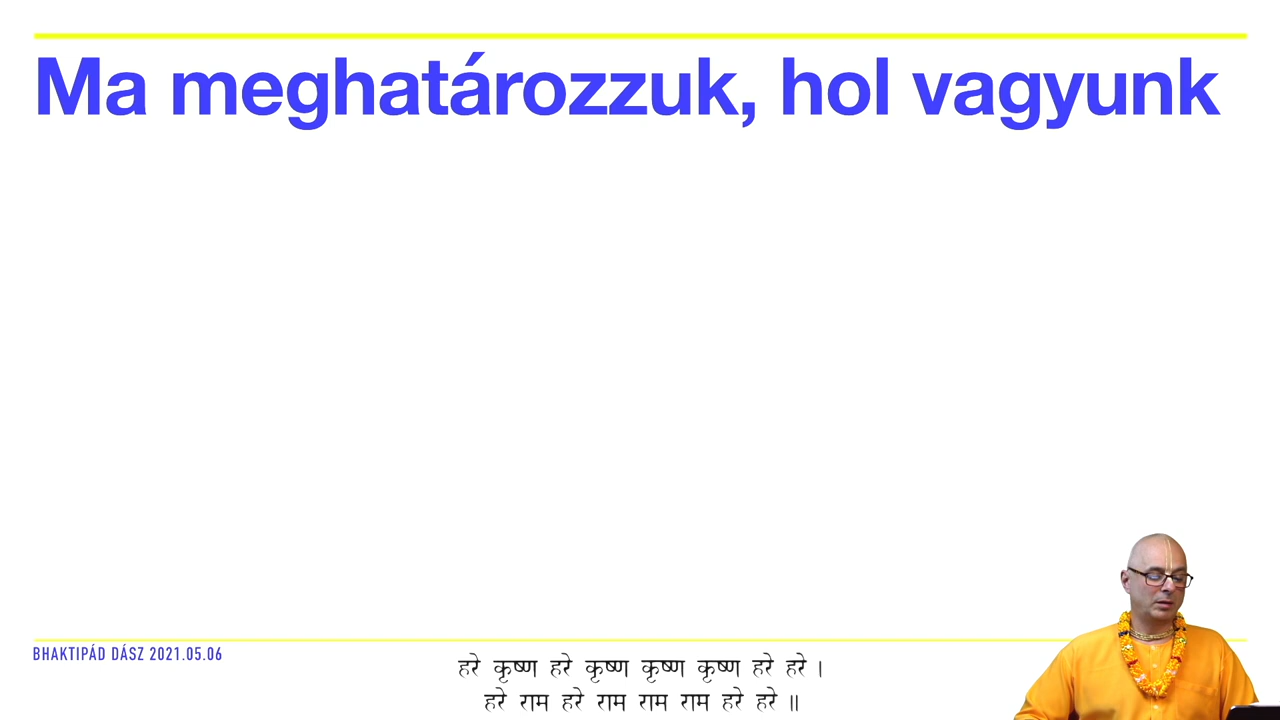 Ma meghatározzuk, hol vagyunk
BHAKTIPÁD DÁSZ 2021.05.06
हरे कृष्ण हरे कृष्ण कृष्ण कृष्ण हरे हरे ।
हरे राम हरे राम राम राम हरे हरे ॥